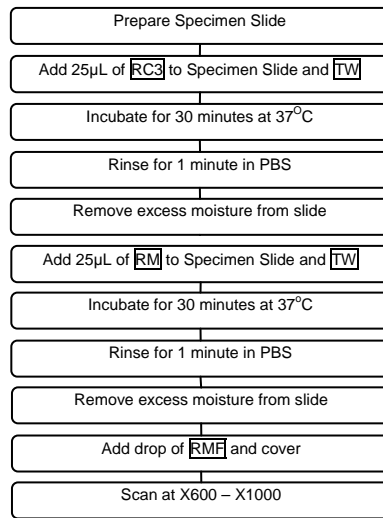 Prepare Specimen Slide
Add 25µL of RC3 to Specimen Slide and TW
Incubate for 30 minutes at 37°C
Rinse for 1 minute in PBS
Remove excess moisture from slide
Add 25µL of RM to Specimen Slide and TW
Incubate for 30 minutes at 37°C
Rinse for 1 minute in PBS
Remove excess moisture from slide
Add drop of RMF and cover
Scan at X600 – X1000